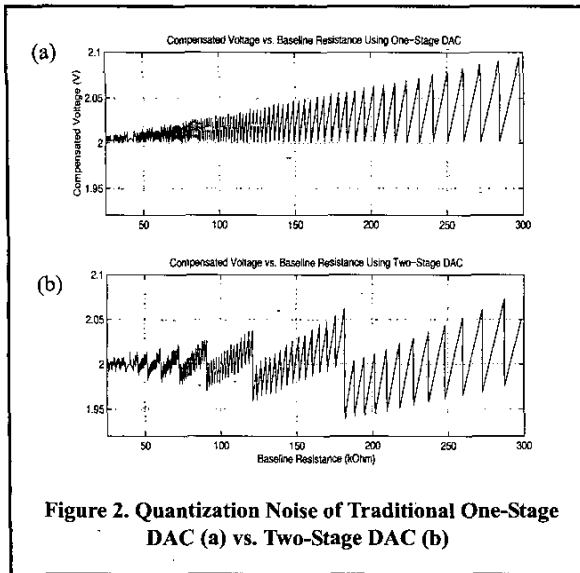 (a)
Compensated Voltage vs. Baseline Resistance Using One-Stage DAC
Compensated Voltage (V)
2.1
2.05
2
1.95
50 100 150 200 250 300
(b)
Compensated Voltage vs. Baseline Resistance Using Two-Stage DAC
2.1
2.05
2
1.95
50 100 150 200 250 300
Baseline Resistance (kOhm)
Figure 2. Quantization Noise of Traditional One-Stage
DAC (a) vs. Two-Stage DAC (b)